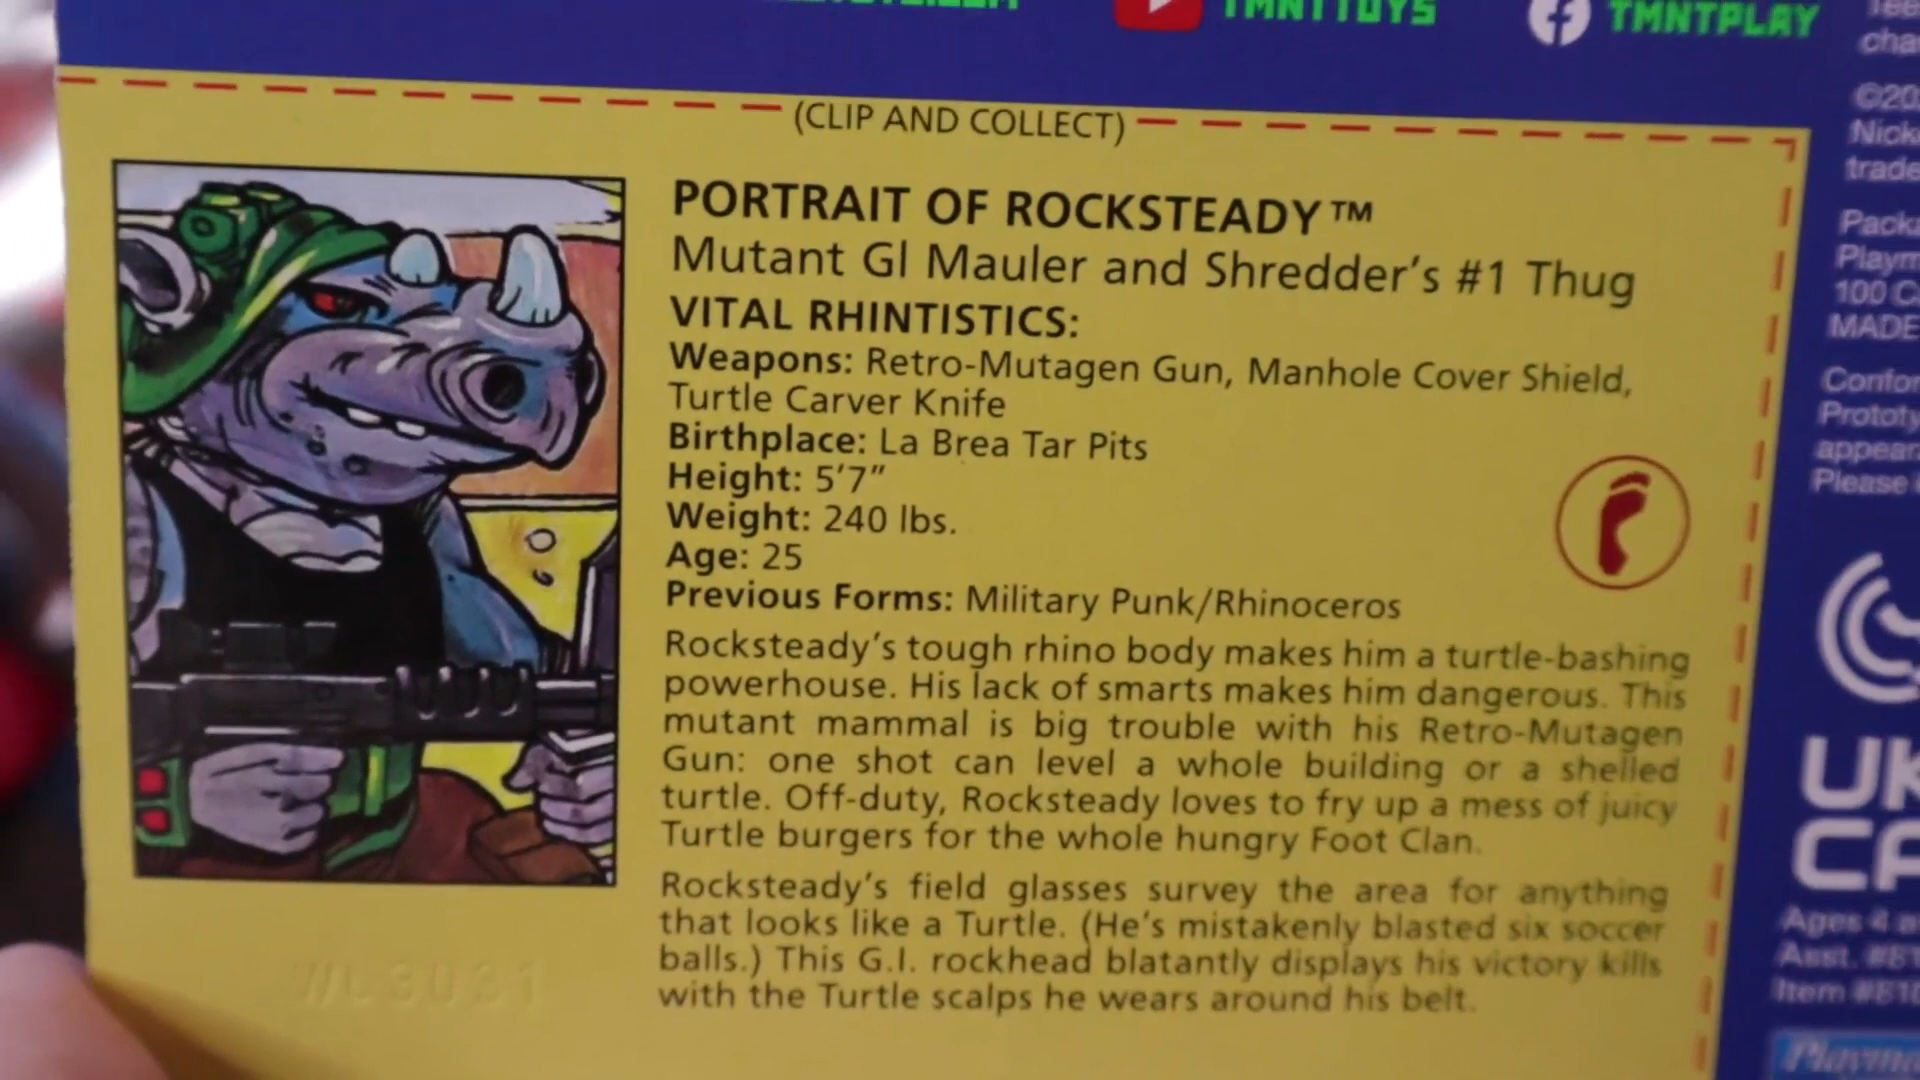 TMNTTOYS
TMNTPLAY
(CLIP AND COLLECT)
PORTRAIT OF ROCKSTEADY™
Mutant GI Mauler and Shredder's #1 Thug
VITAL RHINTISTICS:
Weapons: Retro-Mutagen Gun, Manhole Cover Shield,
Turtle Carver Knife
Birthplace: La Brea Tar Pits
Height: 5'7"
Weight: 240 lbs.
Age: 25
Previous Forms: Military Punk/Rhinoceros
Rocksteady's tough rhino body makes him a turtle-bashing
powerhouse. His lack of smarts makes him dangerous. This
mutant mammal is big trouble with his Retro-Mutagen
Gun: one shot can level a whole building or a shelled
turtle. Off-duty, Rocksteady loves to fry up a mess of juicy
Turtle burgers for the whole hungry Foot Clan.
Rocksteady's field glasses survey the area for anything
that looks like a Turtle. (He's mistakenly blasted six soccer
balls.) This G.I. rockhead blatantly displays his victory kills
with the Turtle scalps he wears around his belt.
MADE
UK
Please
Ages 4
Asst.
Item